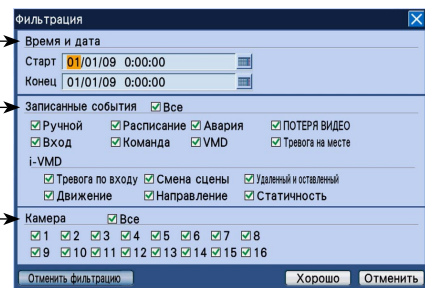 Фильтрация
Время и дата
Старт 01/01/09 0:00:00
Конец 01/01/09 0:00:00
Записанные события Все
Ручной Расписание Авария ПОТЕРЯ ВИДЕО
Вход Команда VMD Тревога на месте
i-VMD
Тревога по входу Смена сцены Удаленный и оставленный
Движение Направление Статичность
Камера Все
1 2 3 4 5 6 7 8
9 10 11 12 13 14 15 16
Отменить фильтрацию Хорошо Отменить